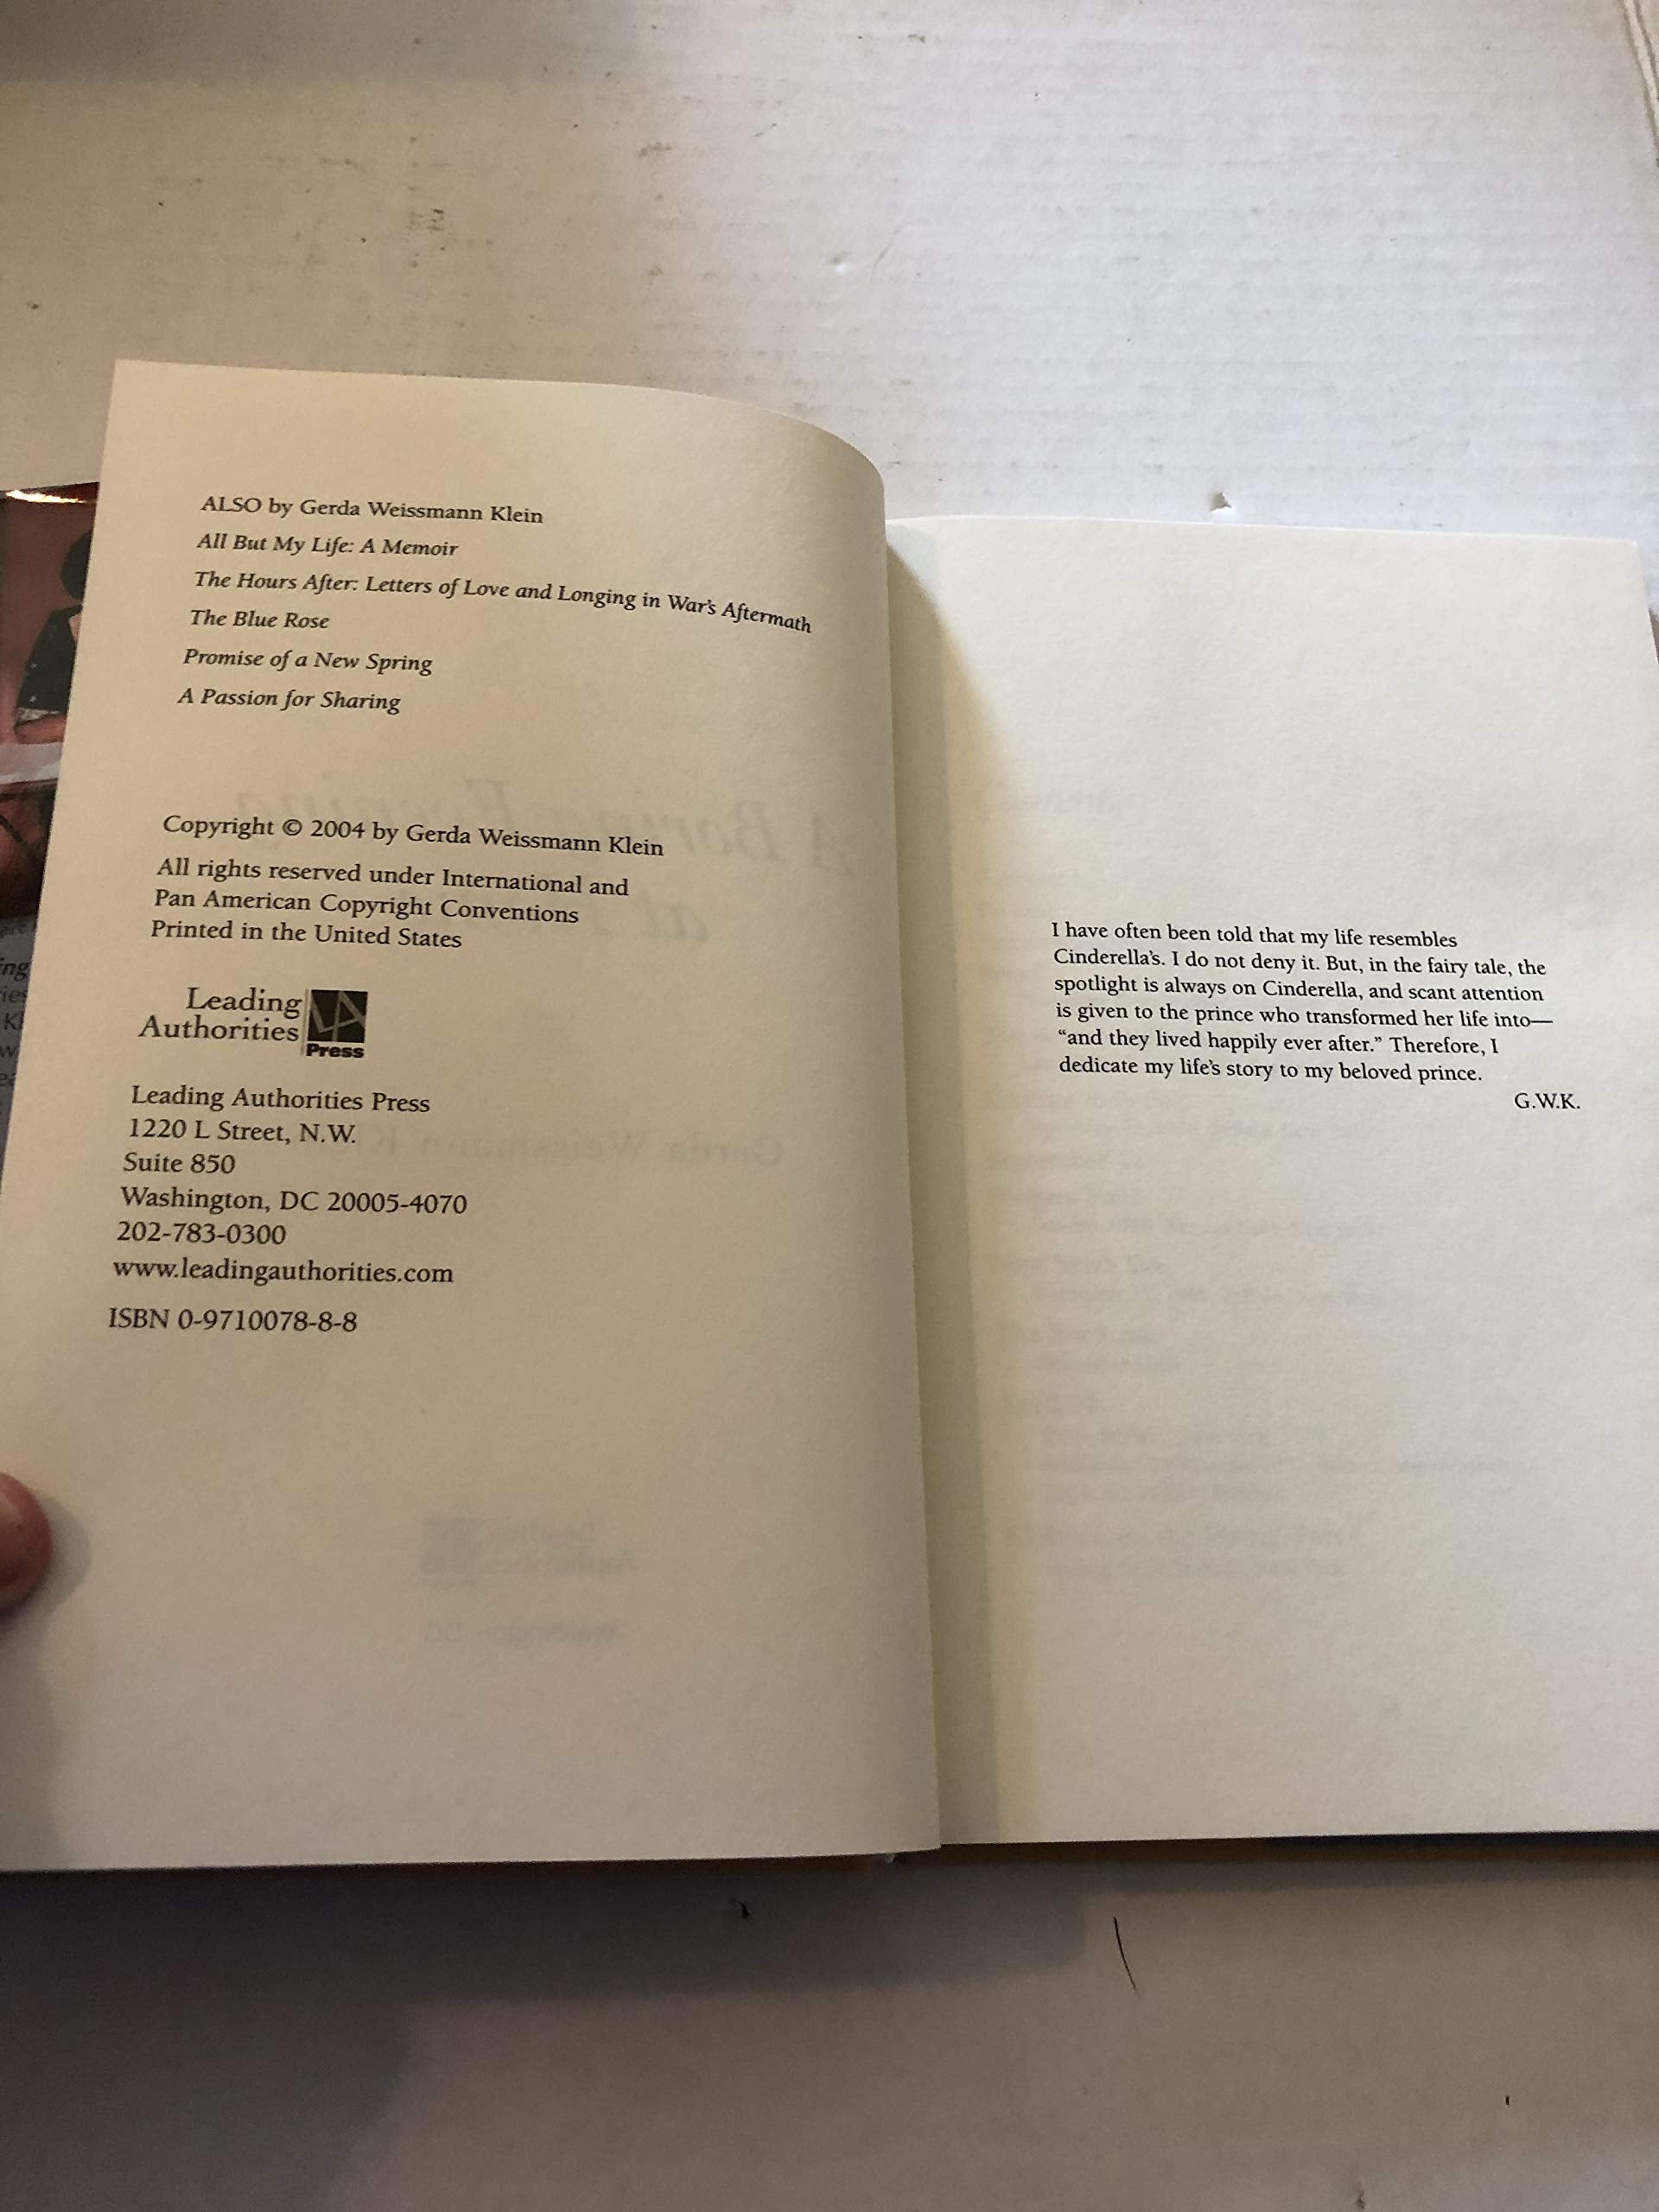 ALSO by Gerda Weissmann Klein
All But My Life: A Memoir
The Hours After: Letters of Love and Longing in War's Aftermath
The Blue Rose
Promise of a New Spring
A Passion for Sharing
Copyright © 2004 by Gerda Weissmann Klein
All rights reserved under International and
Pan American Copyright Conventions
Printed in the United States
Leading
Authorities
Press
Leading Authorities Press
1220 L Street, N.W.
Suite 850
Washington, DC 20005-4070
202-783-0300
www.leadingauthorities.com
ISBN 0-9710078-8-8
I have often been told that my life resembles
Cinderella's. I do not deny it. But, in the fairy tale, the
spotlight is always on Cinderella, and scant attention
is given to the prince who transformed her life into—
“and they lived happily ever after.” Therefore, I
dedicate my life's story to my beloved prince.
G.W.K.